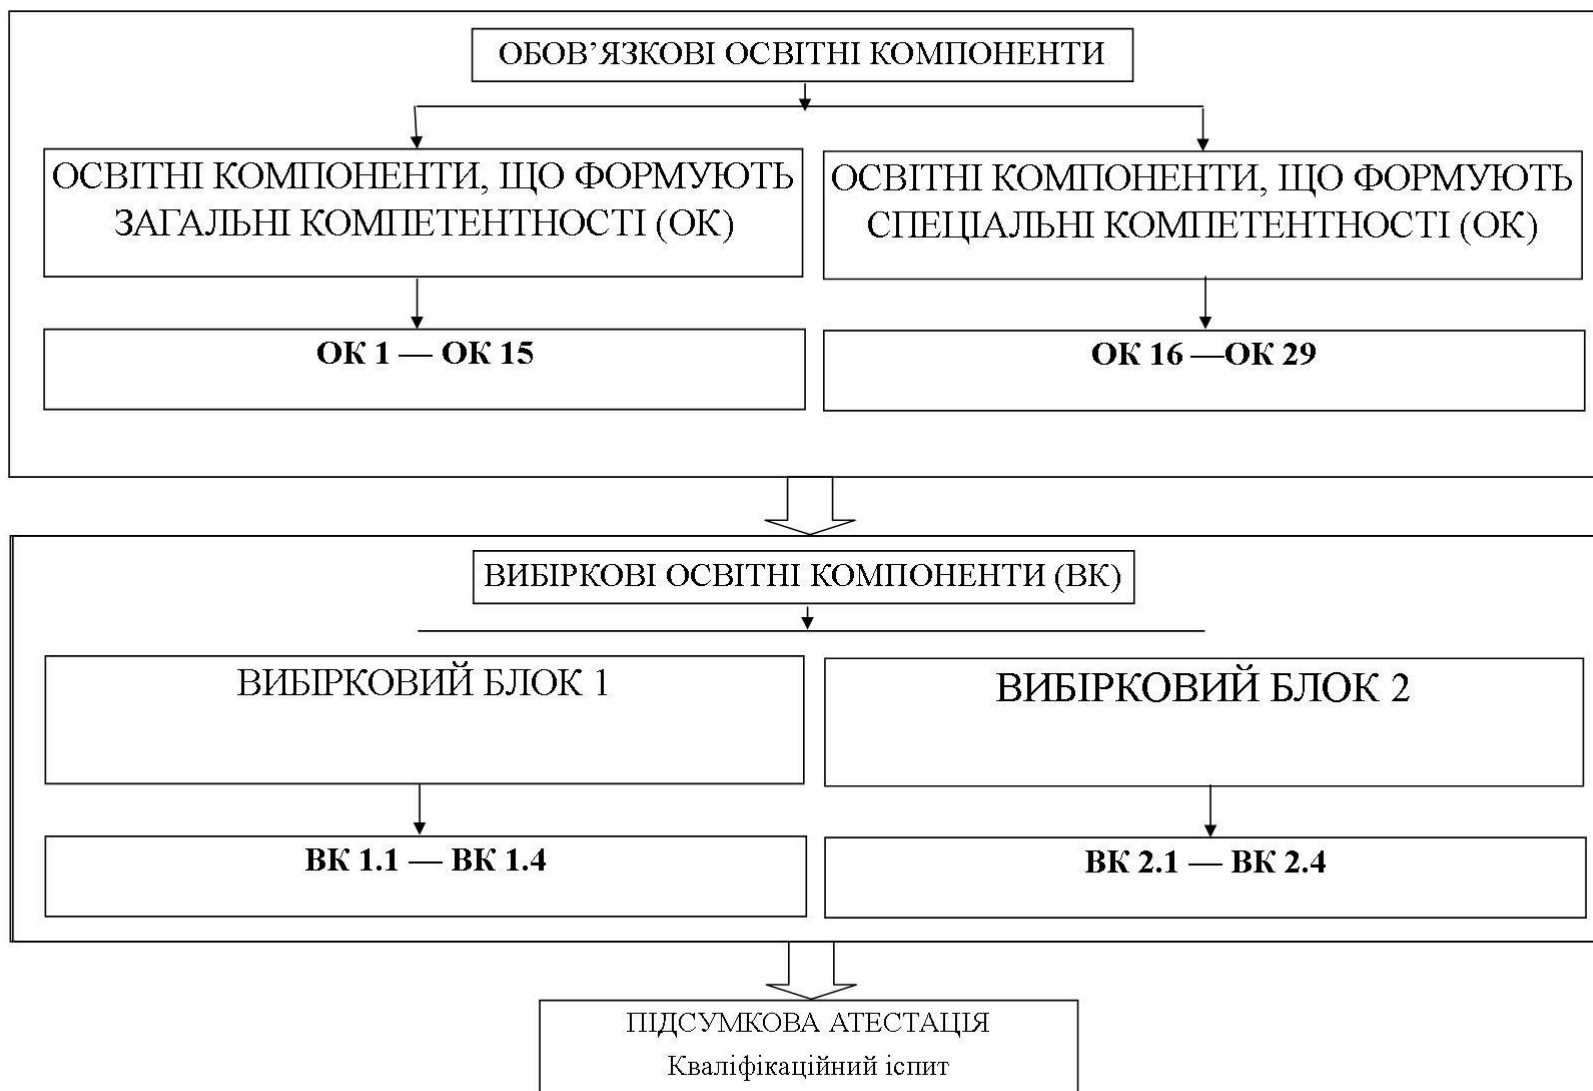 ОБОВ’ЯЗКОВІ ОСВІТНІ КОМПОНЕНТИ
ОСВІТНІ КОМПОНЕНТИ, ЩО ФОРМУЮТЬ
ЗАГАЛЬНІ КОМПЕТЕНТНОСТІ (ОК)
ОК 1 — ОК 15
ОСВІТНІ КОМПОНЕНТИ, ЩО ФОРМУЮТЬ
СПЕЦІАЛЬНІ КОМПЕТЕНТНОСТІ (ОК)
ОК 16 —ОК 29
ВИБІРКОВІ ОСВІТНІ КОМПОНЕНТИ (ВК)
ВИБІРКОВИЙ БЛОК 1
ВК 1.1 — ВК 1.4
ВИБІРКОВИЙ БЛОК 2
ВК 2.1 — ВК 2.4
ПІДСУМКОВА АТЕСТАЦІЯ
Кваліфікаційний іспит